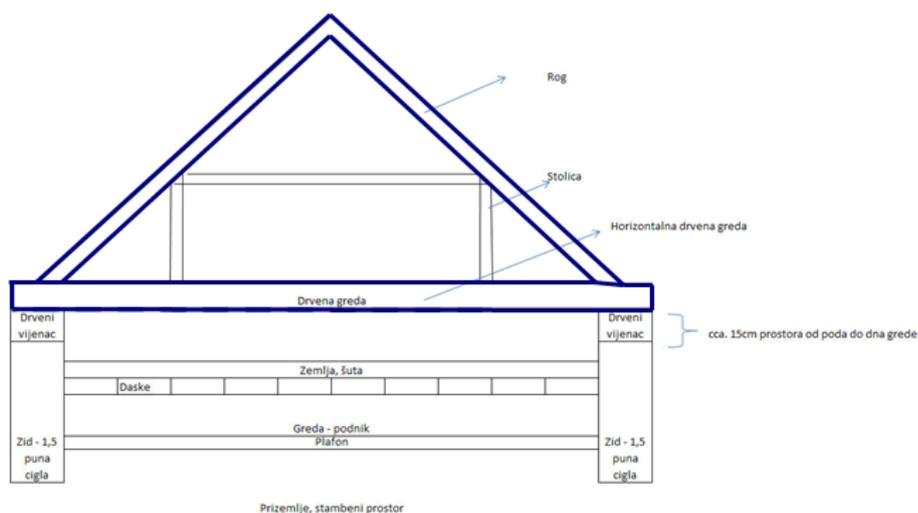 Rog
Stolica
Horizontalna drvena greda
Drvena greda
Drveni
vijenac
Drveni
vijenac
cca. 15cm prostora od poda do dna grede
Zemlja, šuta
Daske
Greda - podnik
Plafon
Zid - 1,5
puna
cigla
Zid - 1,5
puna
cigla
Prizemlje, stambeni prostor